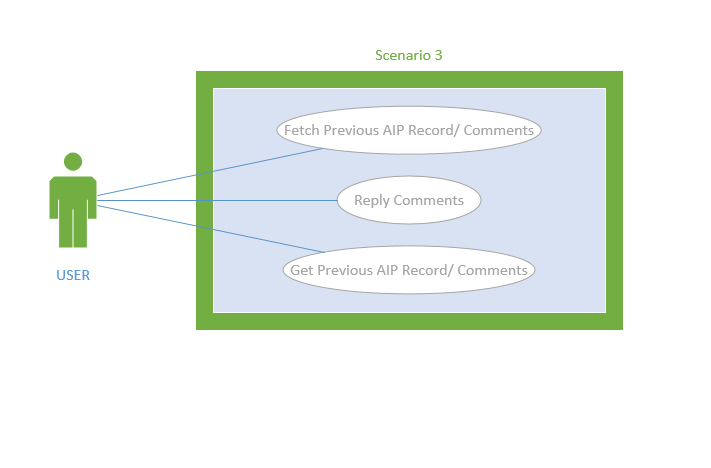 Scenario 3
Fetch Previous AIP Record/ Comments
Reply Comments
Get Previous AIP Record/ Comments
USER